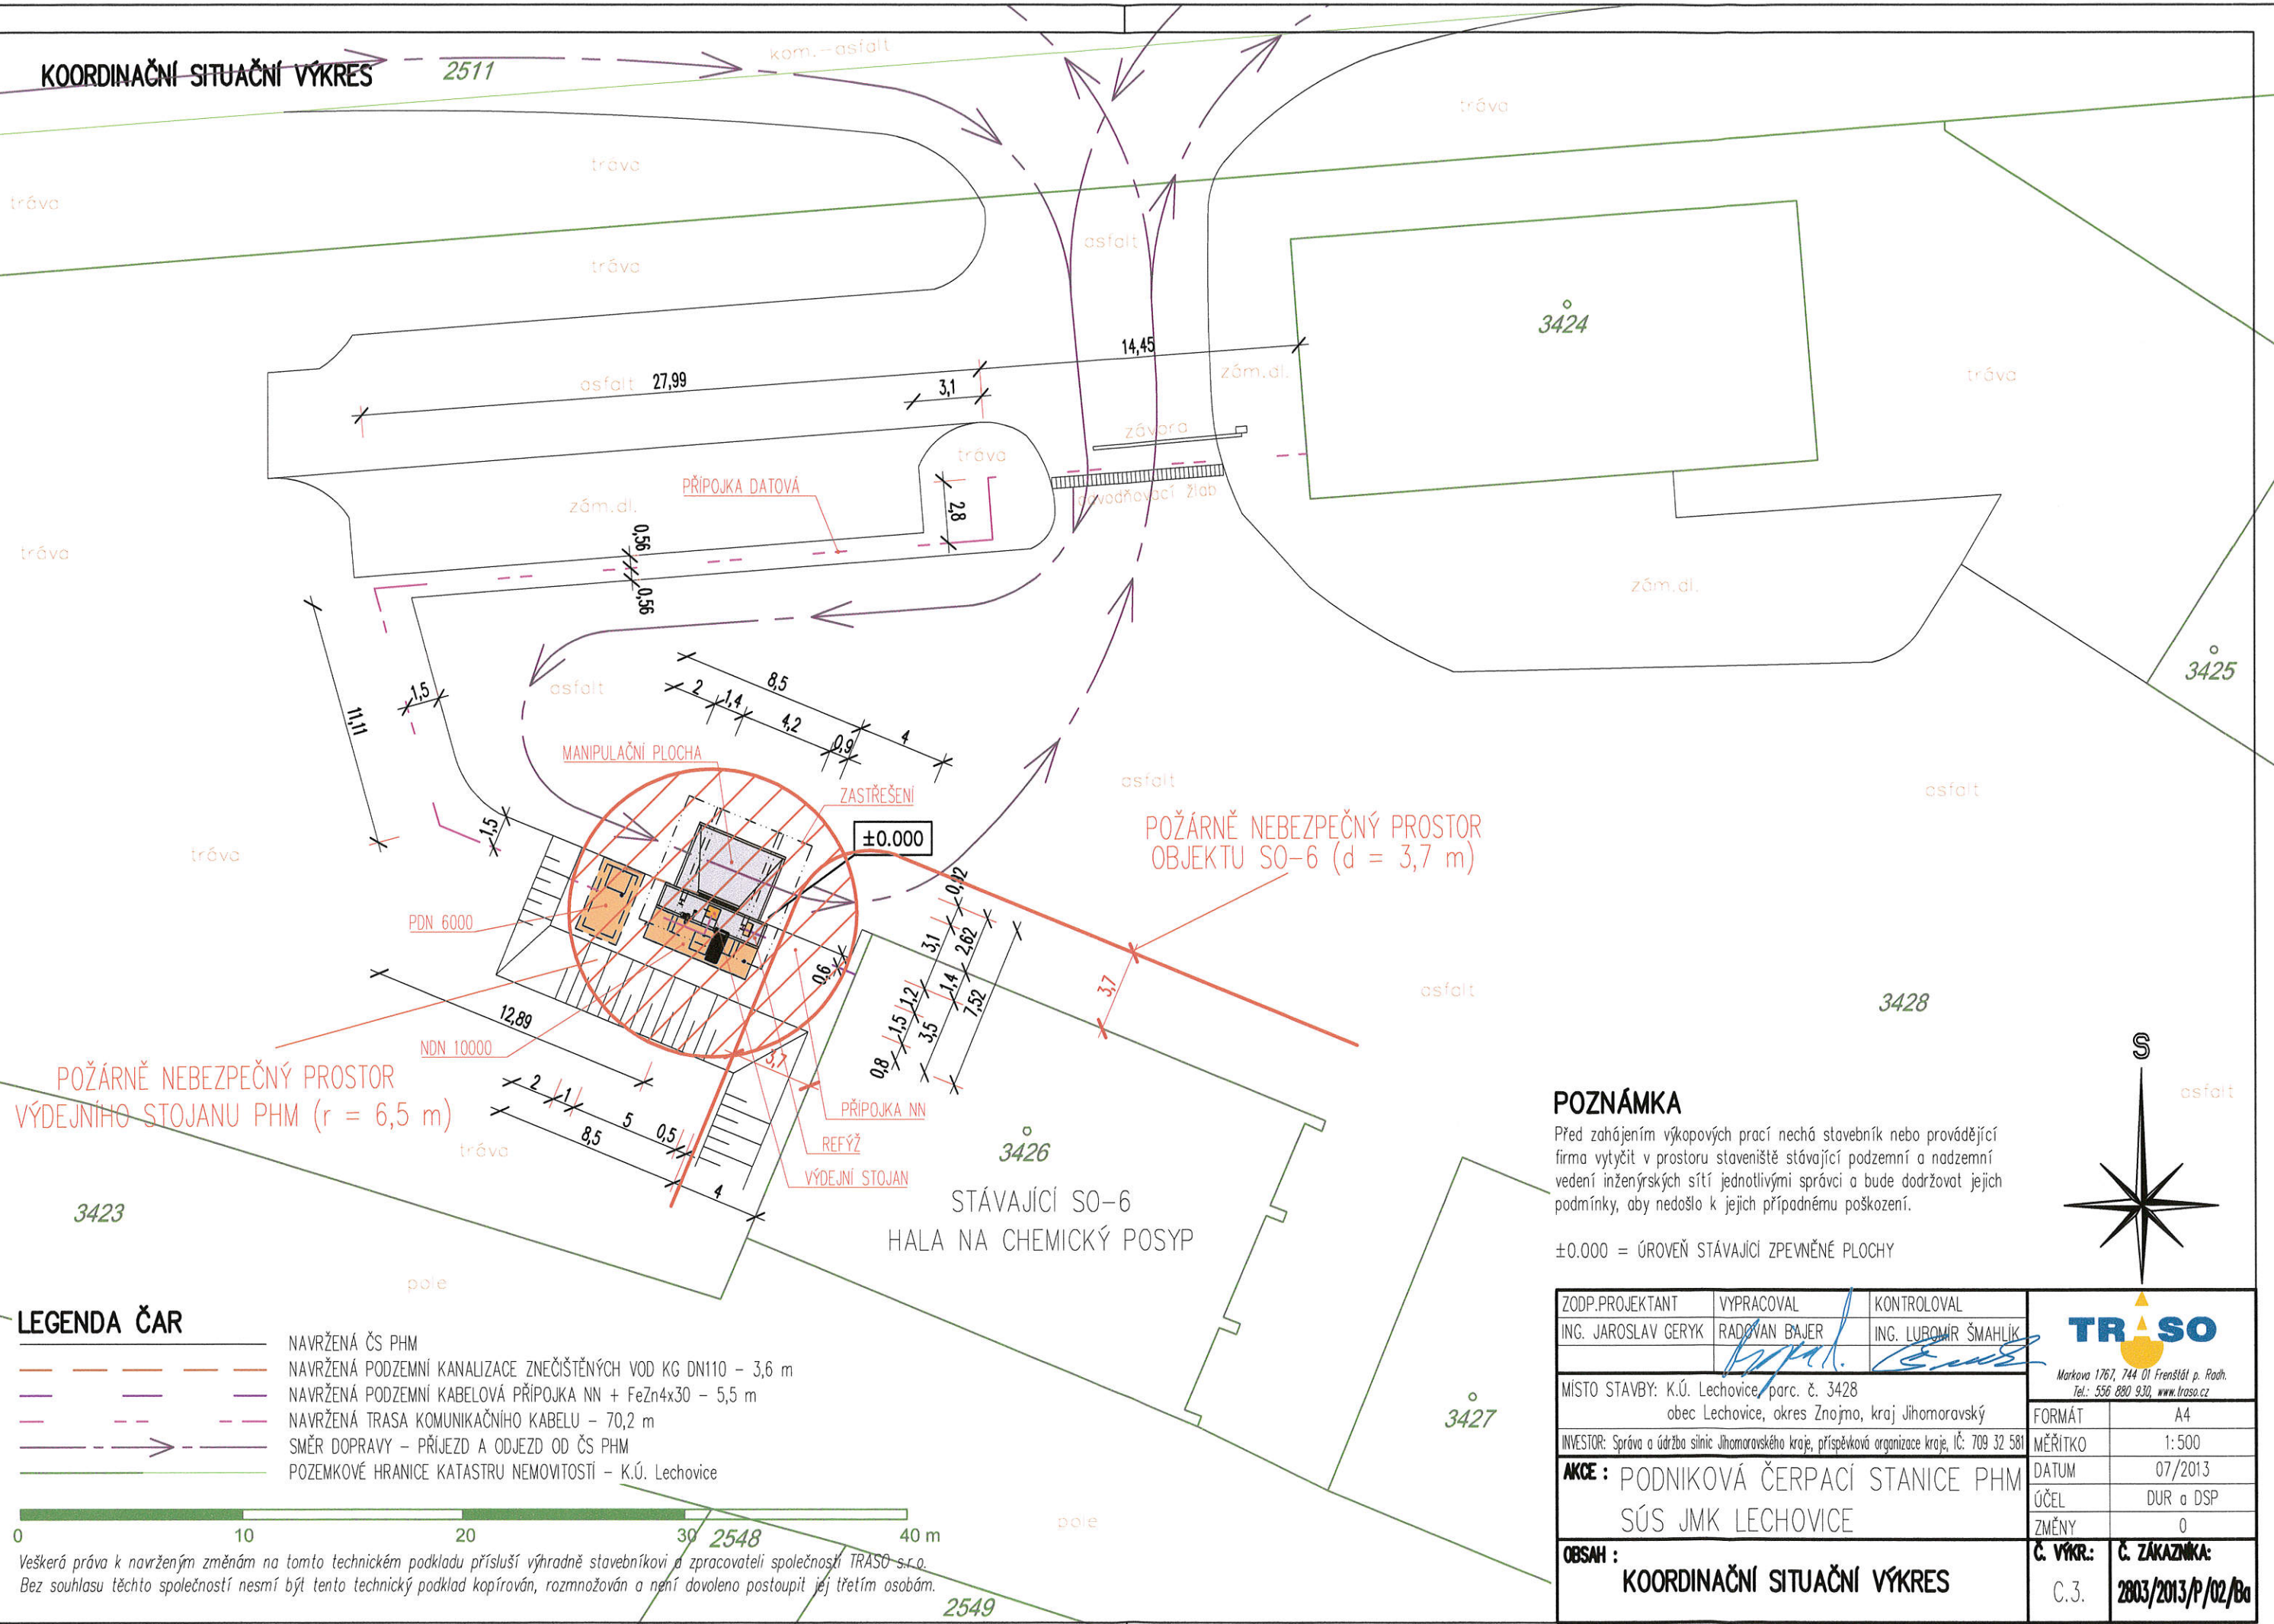 KOORDINAČNÍ SITUAČNÍ VÝKRES
2511
kom.-asfalt
tráva
tráva
tráva
tráva
asfalt
3424
14,45
asfalt
27,99
3,1
zám.dl.
tráva
závora
tráva
PŘÍPOJKA DATOVÁ
odvodňovací žlab
zám.dl.
2,8
0,56
0,56
tráva
zám.dl.
3425
11,11
1,5
asfalt
8,5
2
1,4
4,2
0,9
4
MANIPULAČNÍ PLOCHA
ZASTŘEŠENÍ
asfalt
asfalt
±0.000
POŽÁRNĚ NEBEZPEČNÝ PROSTOR
OBJEKTU SO-6 (d = 3,7 m)
1,5
tráva
PDN 6000
0,92
3,1
2,62
1,2
1,4
7,52
1,5
3,5
0,8
0,6
3,7
asfalt
3428
12,89
NDN 10000
3,7
POŽÁRNĚ NEBEZPEČNÝ PROSTOR
VÝDEJNÍHO STOJANU PHM (r = 6,5 m)
2
1
5
0,5
8,5
4
PŘÍPOJKA NN
REFÝŽ
VÝDEJNÍ STOJAN
tráva
3426
STÁVAJÍCÍ SO-6
HALA NA CHEMICKÝ POSYP
3423
pole
S
asfalt
POZNÁMKA
Před zahájením výkopových prací nechá stavebník nebo provádějící
firma vytyčit v prostoru staveniště stávající podzemní a nadzemní
vedení inženýrských sítí jednotlivými správci a bude dodržovat jejich
podmínky, aby nedošlo k jejich případnému poškození.
±0.000 = ÚROVEŇ STÁVAJÍCÍ ZPEVNĚNÉ PLOCHY
3427
LEGENDA ČAR
NAVRŽENÁ ČS PHM
NAVRŽENÁ PODZEMNÍ KANALIZACE ZNEČIŠTĚNÝCH VOD KG DN110 - 3,6 m
NAVRŽENÁ PODZEMNÍ KABELOVÁ PŘÍPOJKA NN + FeZn4x30 - 5,5 m
NAVRŽENÁ TRASA KOMUNIKAČNÍHO KABELU - 70,2 m
SMĚR DOPRAVY - PŘÍJEZD A ODJEZD OD ČS PHM
POZEMKOVÉ HRANICE KATASTRU NEMOVITOSTÍ - K.Ú. Lechovice
0 10 20 30 40 m
2548
pole
2549
Veškerá práva k navrženým změnám na tomto technickém podkladu přísluší výhradně stavebníkovi a zpracovateli společnosti TRASO s.r.o.
Bez souhlasu těchto společností nesmí být tento technický podklad kopírován, rozmnožován a není dovoleno postoupit jej třetím osobám.
ZODP.PROJEKTANT VYPRACOVAL KONTROLOVAL
ING. JAROSLAV GERYK RADOVAN BAJER ING. LUBOMÍR ŠMAHLÍK
TRASO
Markova 1767, 744 01 Frenštát p. Radh.
Tel.: 556 880 930, www.traso.cz
MÍSTO STAVBY: K.Ú. Lechovice, parc. č. 3428
obec Lechovice, okres Znojmo, kraj Jihomoravský
INVESTOR: Správa a údržba silnic Jihomoravského kraje, příspěvková organizace kraje, IČ: 709 32 581
AKCE : PODNIKOVÁ ČERPACÍ STANICE PHM
SÚS JMK LECHOVICE
OBSAH :
KOORDINAČNÍ SITUAČNÍ VÝKRES
FORMÁT A4
MĚŘÍTKO 1:500
DATUM 07/2013
ÚČEL DUR a DSP
ZMĚNY 0
Č. VÝKR.: Č. ZÁKAZNÍKA:
C.3. 2803/2013/P/02/Ba